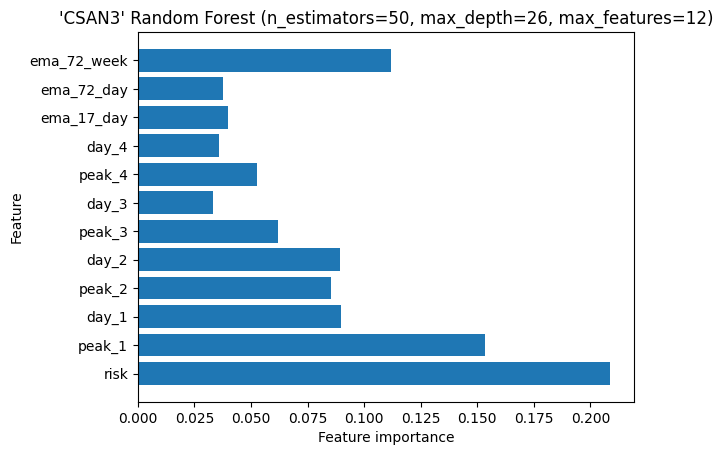 'CSAN3' Random Forest (n_estimators=50, max_depth=26, max_features=12)
ema_72_week
ema_72_day
ema_17_day
day_4
peak_4
day_3
peak_3
day_2
peak_2
day_1
peak_1
risk
Feature
0.000 0.025 0.050 0.075 0.100 0.125 0.150 0.175 0.200
Feature importance